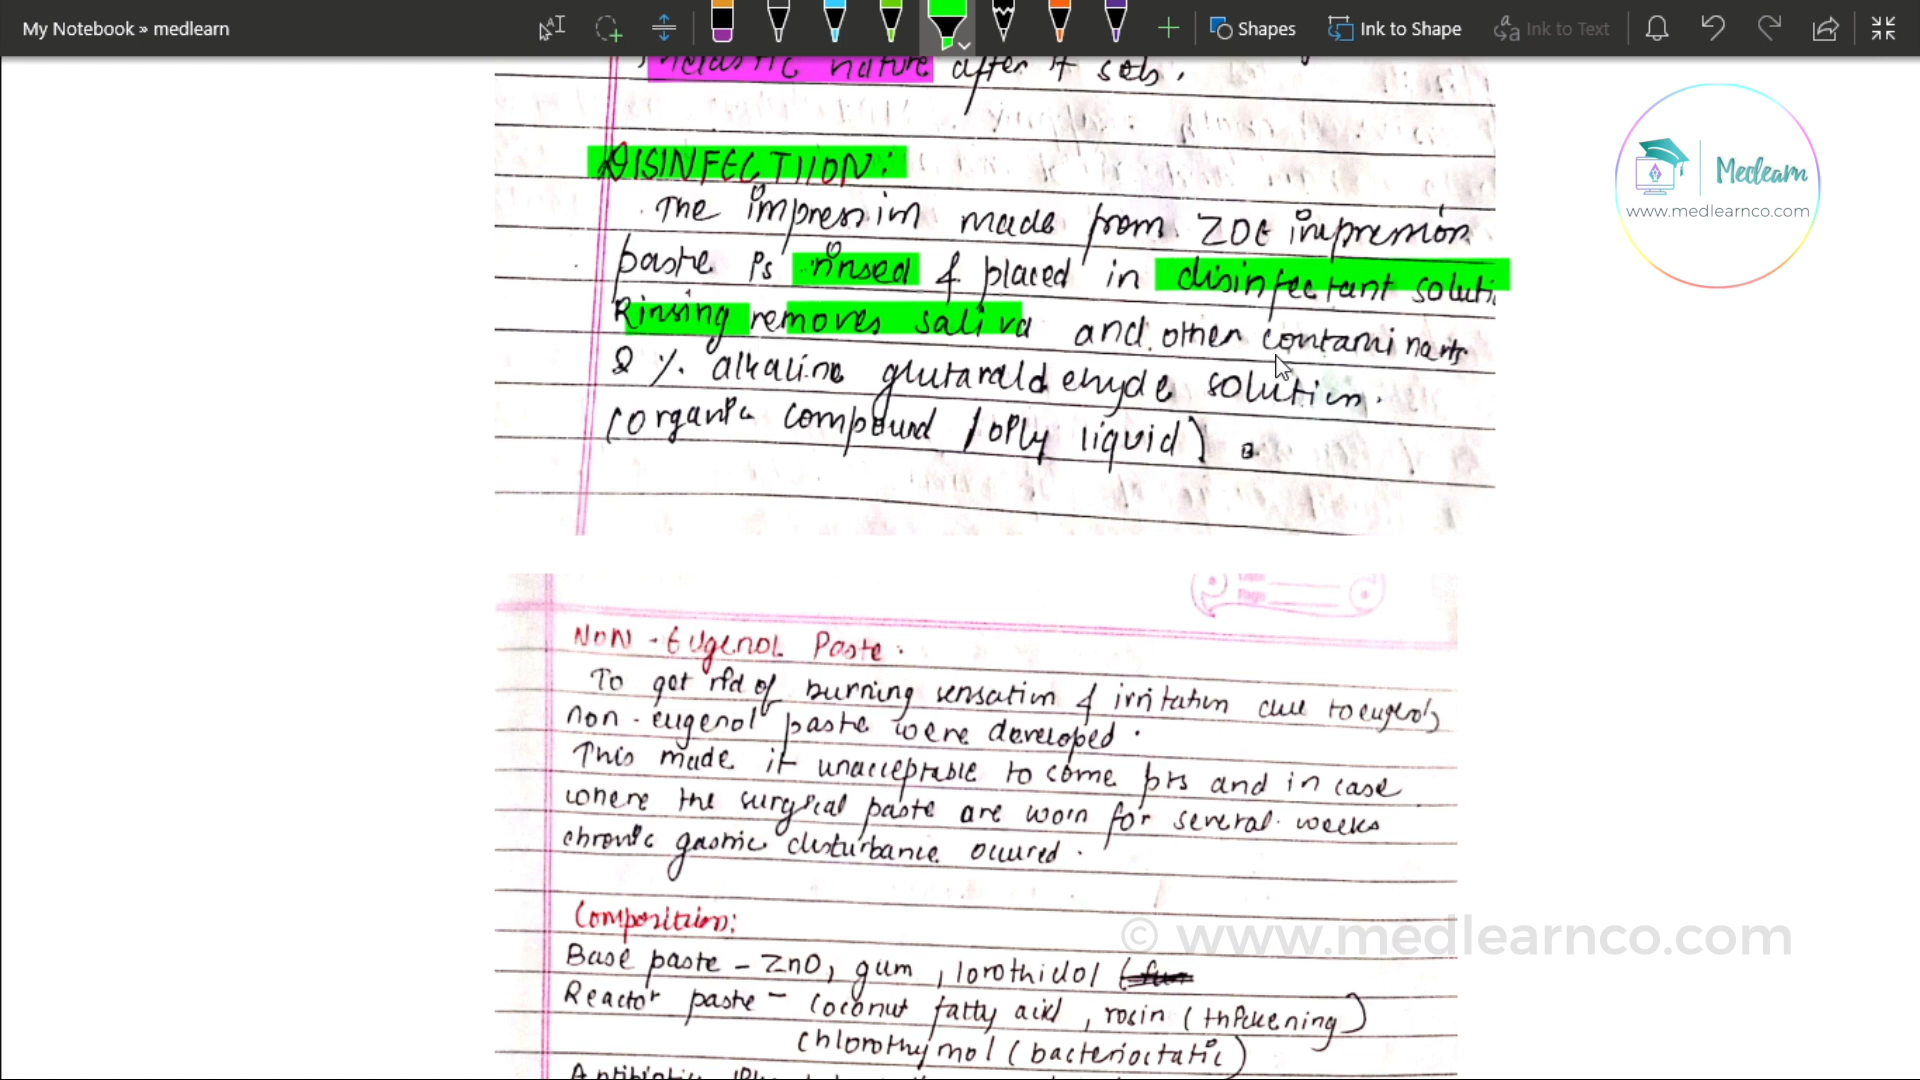 My Notebook » medlearn
Shapes
Ink to Shape
Ink to Text
inelastic nature after it sets.
Medlearn
www.medlearnco.com
DISINFECTIION:
The impression made from ZOE impression
paste is rinsed & placed in disinfectant soluti
Rinsing removes saliva and other contaminants
2 % alkaline glutaraldehyde solution.
(organic compound / oily liquid).
Page
NON - Eugenol Paste.
To get rid of burning sensation & irritation due to eugenol,
non-eugenol paste were developed.
This made it unacceptable to some pts and in case
where the surgical paste are worn for several weeks
chronic gastric disturbance occured.
Composition:
© www.medlearnco.com
Base paste - ZnO, gum, lorothidol
Reactor paste - coconut fatty acid, rosin (thickening)
chlorothymol (bacteriostatic)